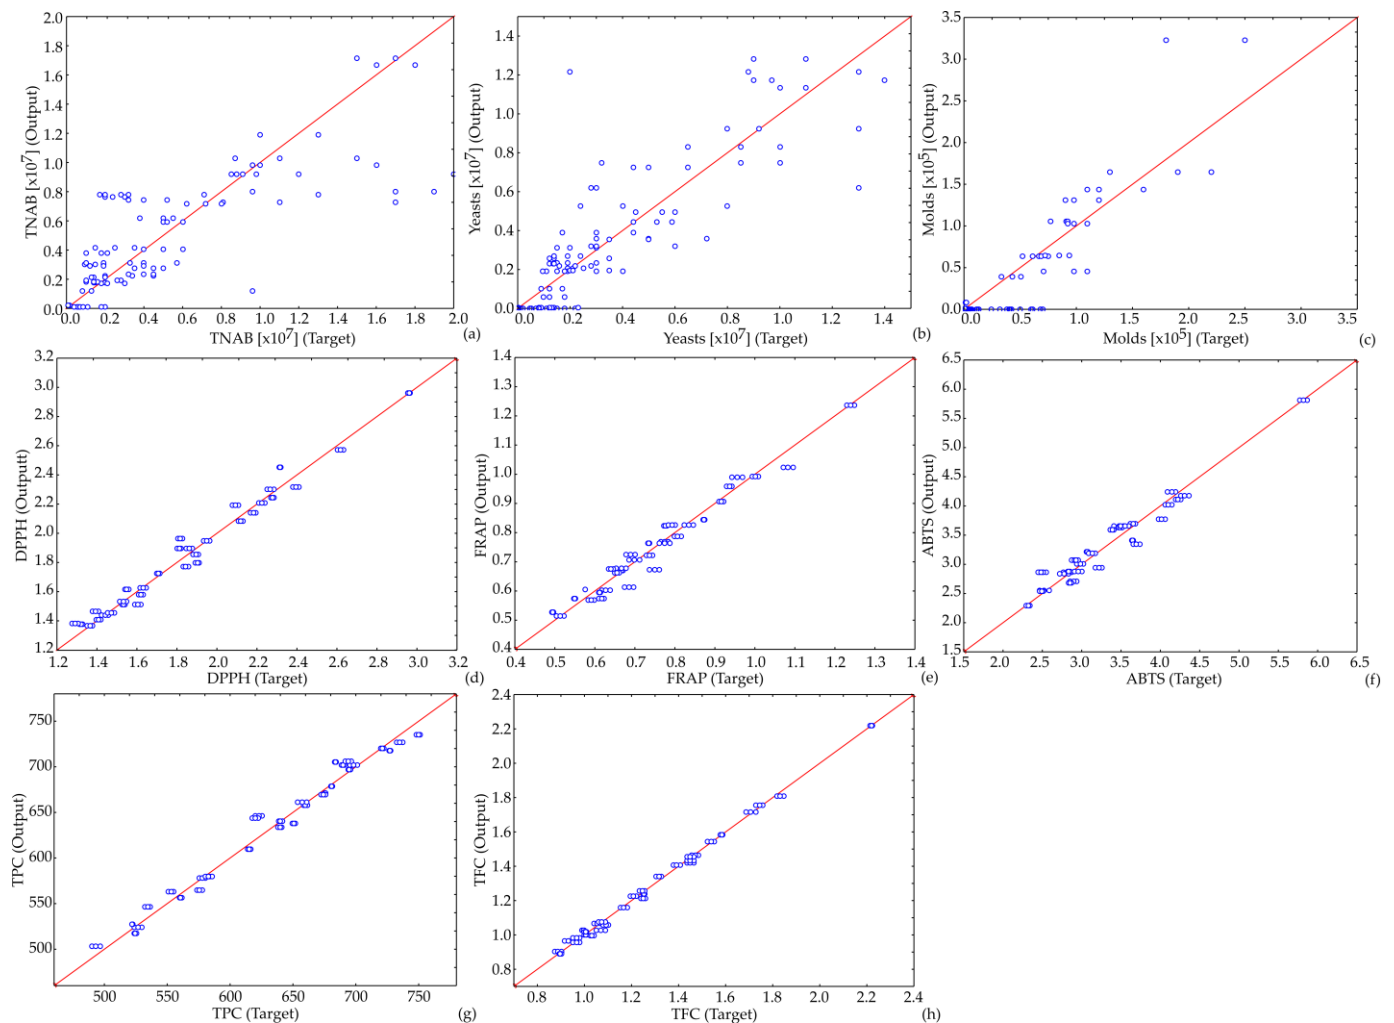 2.0
1.8
1.6
1.4
1.2
1.0
0.8
0.6
0.4
0.2
0.0
TNAB [x10⁷] (Output)
0.0 0.2 0.4 0.6 0.8 1.0 1.2 1.4 1.6 1.8 2.0
TNAB [x10⁷] (Target)
(a)
1.4
1.2
1.0
0.8
0.6
0.4
0.2
0.0
Yeasts [x10⁷] (Output)
0.0 0.2 0.4 0.6 0.8 1.0 1.2 1.4
Yeasts [x10⁷] (Target)
(b)
3.5
3.0
2.5
2.0
1.5
1.0
0.5
0.0
Molds [x10⁵] (Output)
0.0 0.5 1.0 1.5 2.0 2.5 3.0 3.5
Molds [x10⁵] (Target)
(c)
3.2
3.0
2.8
2.6
2.4
2.2
2.0
1.8
1.6
1.4
1.2
DPPH (Outputt)
1.2 1.4 1.6 1.8 2.0 2.2 2.4 2.6 2.8 3.0 3.2
DPPH (Target)
(d)
1.4
1.3
1.2
1.1
1.0
0.9
0.8
0.7
0.6
0.5
0.4
FRAP (Output)
0.4 0.5 0.6 0.7 0.8 0.9 1.0 1.1 1.2 1.3 1.4
FRAP (Target)
(e)
6.5
6.0
5.5
5.0
4.5
4.0
3.5
3.0
2.5
2.0
1.5
ABTS (Output)
1.5 2.0 2.5 3.0 3.5 4.0 4.5 5.0 5.5 6.0 6.5
ABTS (Target)
(f)
750
700
650
600
550
500
TPC (Output)
500 550 600 650 700 750
TPC (Target)
(g)
2.4
2.2
2.0
1.8
1.6
1.4
1.2
1.0
0.8
TFC (Output)
0.8 1.0 1.2 1.4 1.6 1.8 2.0 2.2 2.4
TFC (Target)
(h)